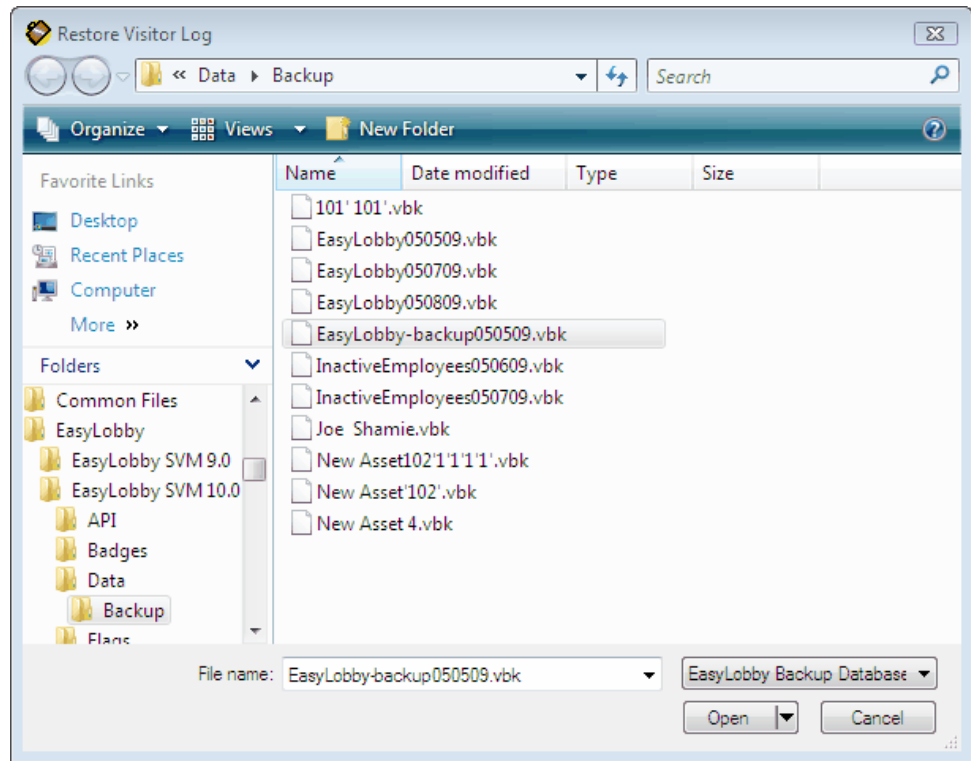 Restore Visitor Log
« Data Backup
Search
Organize Views New Folder
Favorite Links
Desktop
Recent Places
Computer
More »
Folders
Common Files
EasyLobby
EasyLobby SVM 9.0
EasyLobby SVM 10.0
API
Badges
Data
Backup
Flags
Name Date modified Type Size
101' 101'.vbk
EasyLobby050509.vbk
EasyLobby050709.vbk
EasyLobby050809.vbk
EasyLobby-backup050509.vbk
InactiveEmployees050609.vbk
InactiveEmployees050709.vbk
Joe Shamie.vbk
New Asset102'1'1'1'1'.vbk
New Asset'102'.vbk
New Asset 4.vbk
File name: EasyLobby-backup050509.vbk EasyLobby Backup Database
Open Cancel